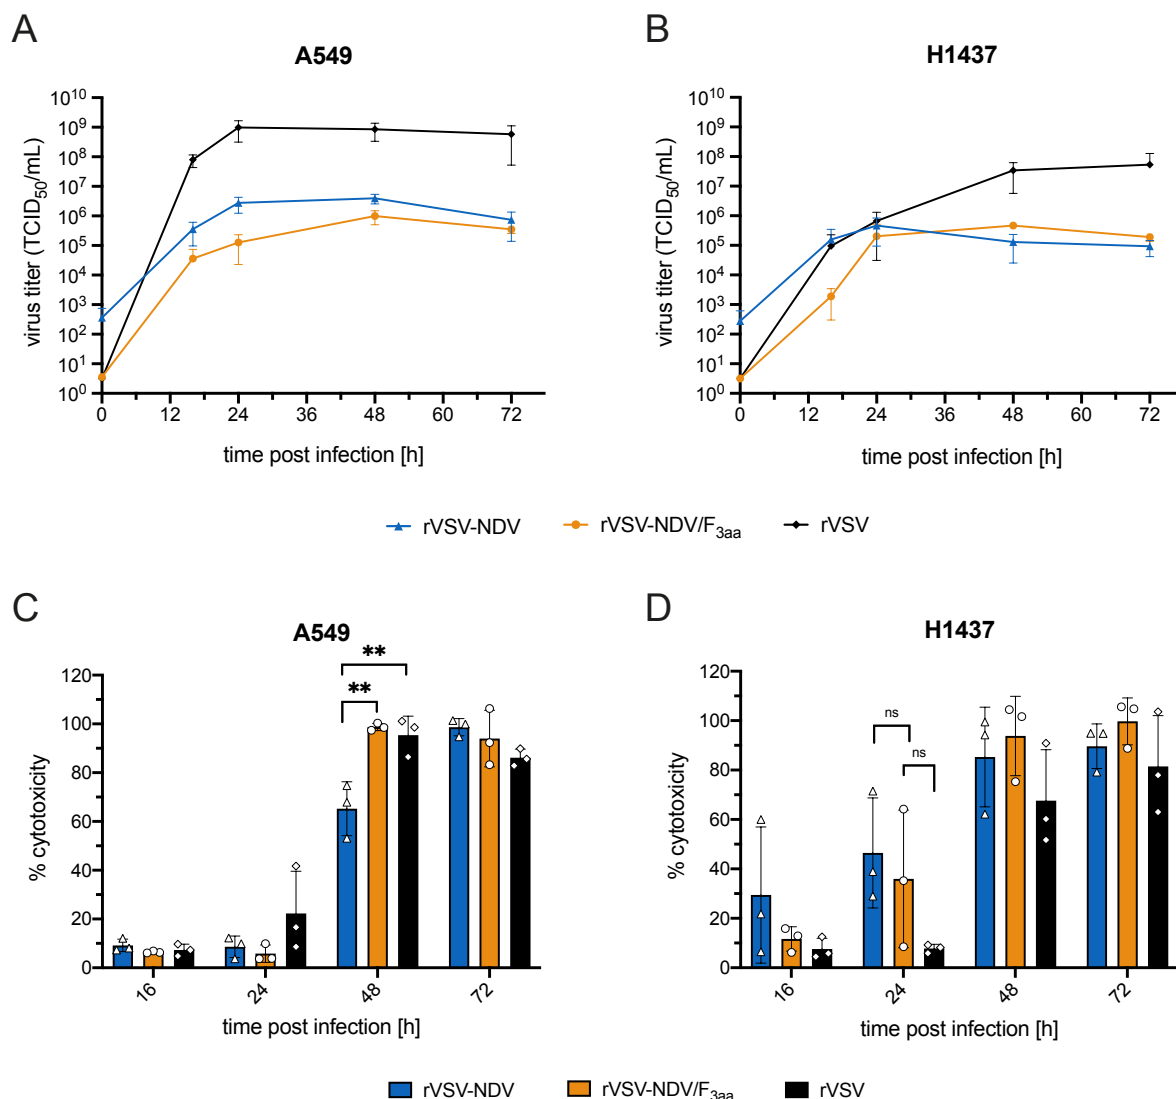 A
B
A549
H1437
virus titer (TCID50/mL)
10^10
10^9
10^8
10^7
10^6
10^5
10^4
10^3
10^2
10^1
10^0
0 12 24 36 48 60 72
time post infection [h]
virus titer (TCID50/mL)
10^10
10^9
10^8
10^7
10^6
10^5
10^4
10^3
10^2
10^1
10^0
0 12 24 36 48 60 72
time post infection [h]
rVSV-NDV rVSV-NDV/F3aa rVSV
C
D
A549
H1437
% cytotoxicity
120
100
80
60
40
20
0
**
**
16 24 48 72
time post infection [h]
% cytotoxicity
120
100
80
60
40
20
0
ns
ns
16 24 48 72
time post infection [h]
rVSV-NDV rVSV-NDV/F3aa rVSV